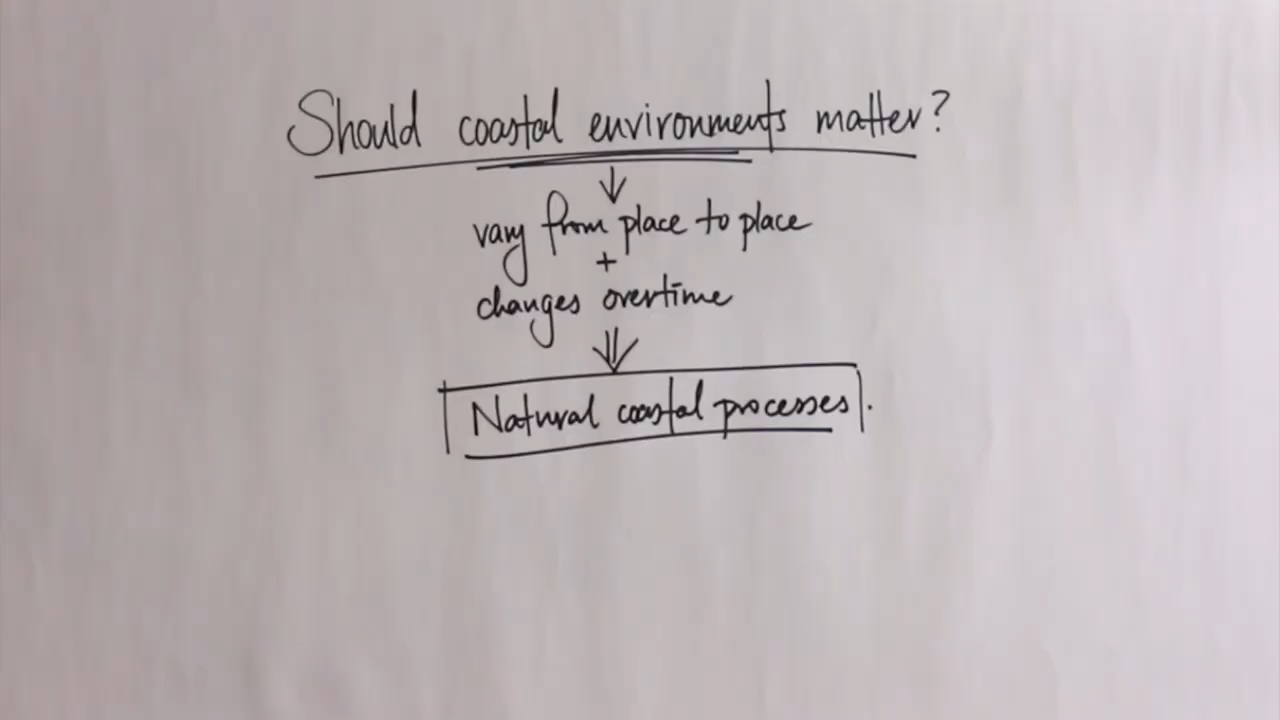 Should coastal environments matter?
vary from place to place
+
changes overtime
Natural coastal processes.